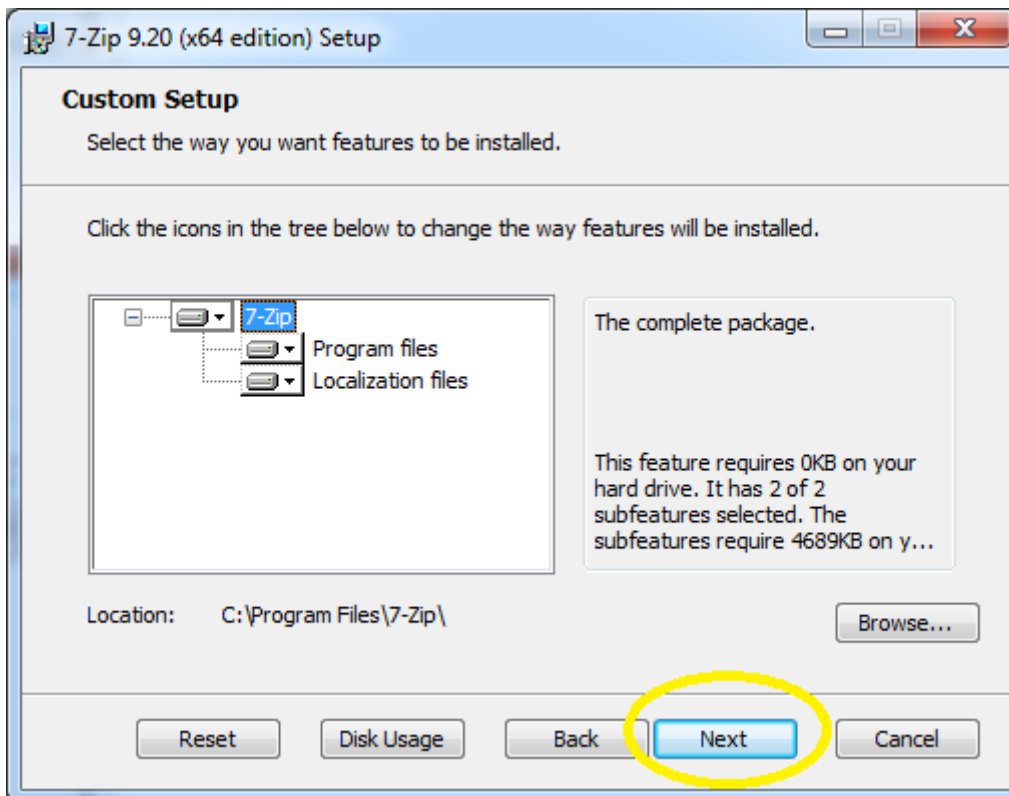 7-Zip 9.20 (x64 edition) Setup
Custom Setup
Select the way you want features to be installed.
Click the icons in the tree below to change the way features will be installed.
7-Zip
Program files
Localization files
The complete package.
This feature requires 0KB on your
hard drive. It has 2 of 2
subfeatures selected. The
subfeatures require 4689KB on y...
Location: C:\Program Files\7-Zip\
Browse...
Reset Disk Usage Back Next Cancel